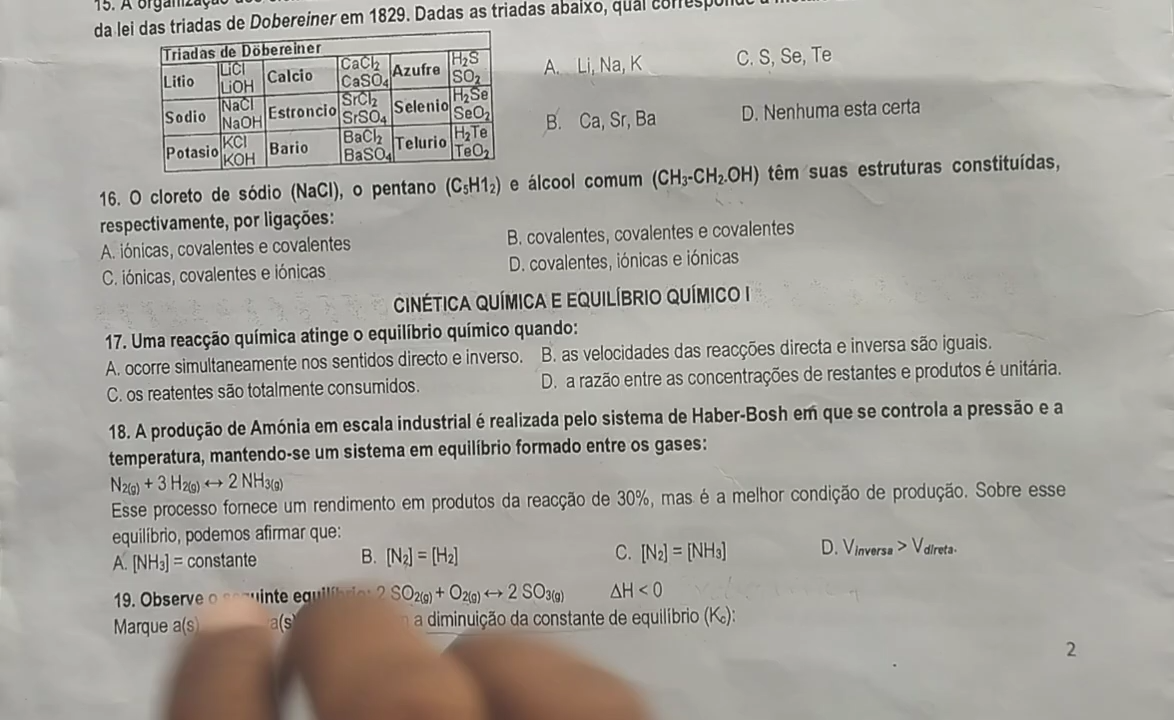 15. A
da lei das triadas de Dobereiner em 1829. Dadas as triadas abaixo, qual
Triadas de Döbereiner
Litio LiCl LiOH Calcio CaCl₂ CaSO₄ Azufre H₂S SO₂
Sodio NaCl NaOH Estroncio SrCl₂ SrSO₄ Selenio H₂Se SeO₂
Potasio KCl KOH Bario BaCl₂ BaSO₄ Telurio H₂Te TeO₂
A. Li, Na, K C. S, Se, Te
B. Ca, Sr, Ba D. Nenhuma esta certa
16. O cloreto de sódio (NaCl), o pentano (C₅H1₂) e álcool comum (CH₃-CH₂.OH) têm suas estruturas constituídas,
respectivamente, por ligações:
A. iónicas, covalentes e covalentes B. covalentes, covalentes e covalentes
C. iónicas, covalentes e iónicas D. covalentes, iónicas e iónicas
CINÉTICA QUÍMICA E EQUILÍBRIO QUÍMICO I
17. Uma reacção química atinge o equilíbrio químico quando:
A. ocorre simultaneamente nos sentidos directo e inverso. B. as velocidades das reacções directa e inversa são iguais.
C. os reatentes são totalmente consumidos. D. a razão entre as concentrações de restantes e produtos é unitária.
18. A produção de Amónia em escala industrial é realizada pelo sistema de Haber-Bosh em que se controla a pressão e a
temperatura, mantendo-se um sistema em equilíbrio formado entre os gases:
N₂(g) + 3 H₂(g) ↔ 2 NH₃(g)
Esse processo fornece um rendimento em produtos da reacção de 30%, mas é a melhor condição de produção. Sobre esse
equilíbrio, podemos afirmar que:
A. [NH₃] = constante B. [N₂] = [H₂] C. [N₂] = [NH₃] D. Vinversa > Vdireta.
19. Observe o 2 SO₂(g) + O₂(g) ↔ 2 SO₃(g) ΔH < 0
Marque a(s) a diminuição da constante de equilíbrio (Kc):
2